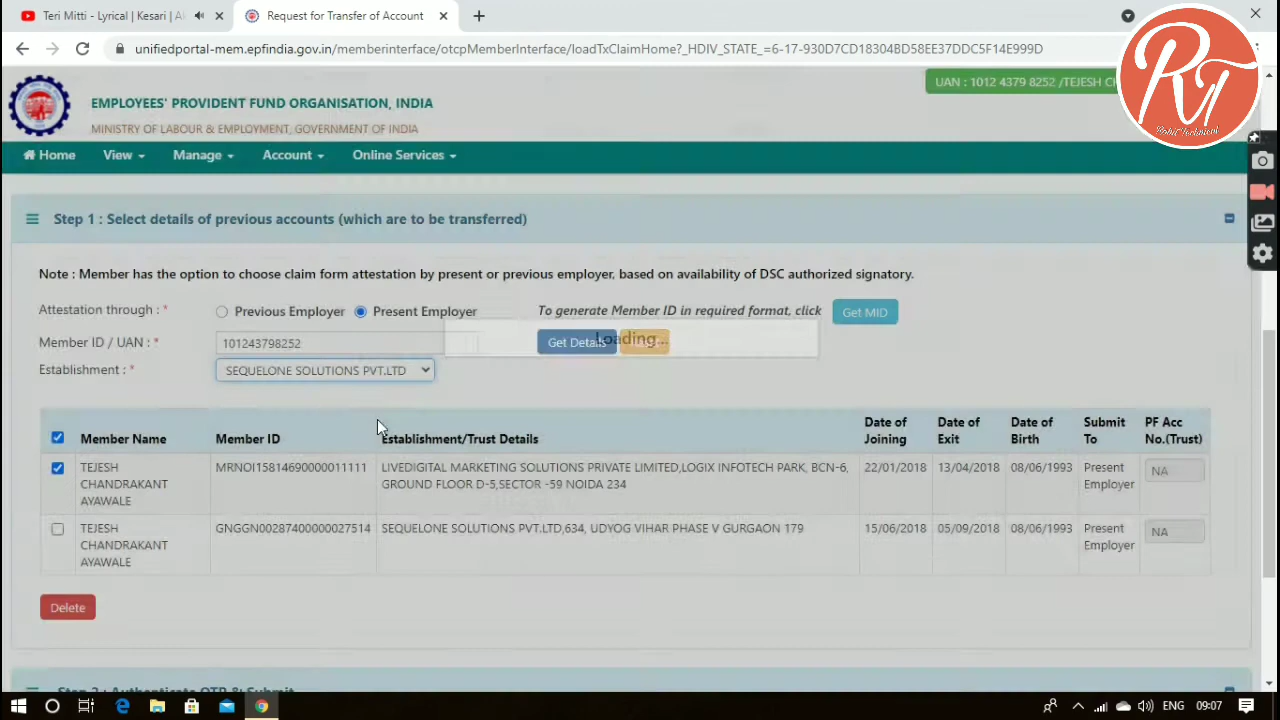 Teri Mitti - Lyrical | Kesari | A
Request for Transfer of Account
unifiedportal-mem.epfindia.gov.in/memberinterface/otcpMemberInterface/loadTxClaimHome?_HDIV_STATE_=6-17-930D7CD18304BD58EE37DDC5F14E999D
UAN : 1012 4379 8252 /TEJESH C
RT
Rohit Technical
EMPLOYEES' PROVIDENT FUND ORGANISATION, INDIA
MINISTRY OF LABOUR & EMPLOYMENT, GOVERNMENT OF INDIA
Home View Manage Account Online Services
Step 1 : Select details of previous accounts (which are to be transferred)
Note : Member has the option to choose claim form attestation by present or previous employer, based on availability of DSC authorized signatory.
Attestation through : * Previous Employer Present Employer To generate Member ID in required format, click Get MID
Member ID / UAN : * 101243798252 Get Details
Loading...
Establishment : * SEQUELONE SOLUTIONS PVT.LTD
Member Name Member ID Establishment/Trust Details Date of Joining Date of Exit Date of Birth Submit To PF Acc No.(Trust)
TEJESH CHANDRAKANT AYAWALE MRNOI15814690000011111 LIVEDIGITAL MARKETING SOLUTIONS PRIVATE LIMITED,LOGIX INFOTECH PARK, BCN-6, GROUND FLOOR D-5,SECTOR -59 NOIDA 234 22/01/2018 13/04/2018 08/06/1993 Present Employer NA
TEJESH CHANDRAKANT AYAWALE GNGGN00287400000027514 SEQUELONE SOLUTIONS PVT.LTD,634, UDYOG VIHAR PHASE V GURGAON 179 15/06/2018 05/09/2018 08/06/1993 Present Employer NA
Delete
Step 2 : Authenticate OTP & Submit
ENG 09:07